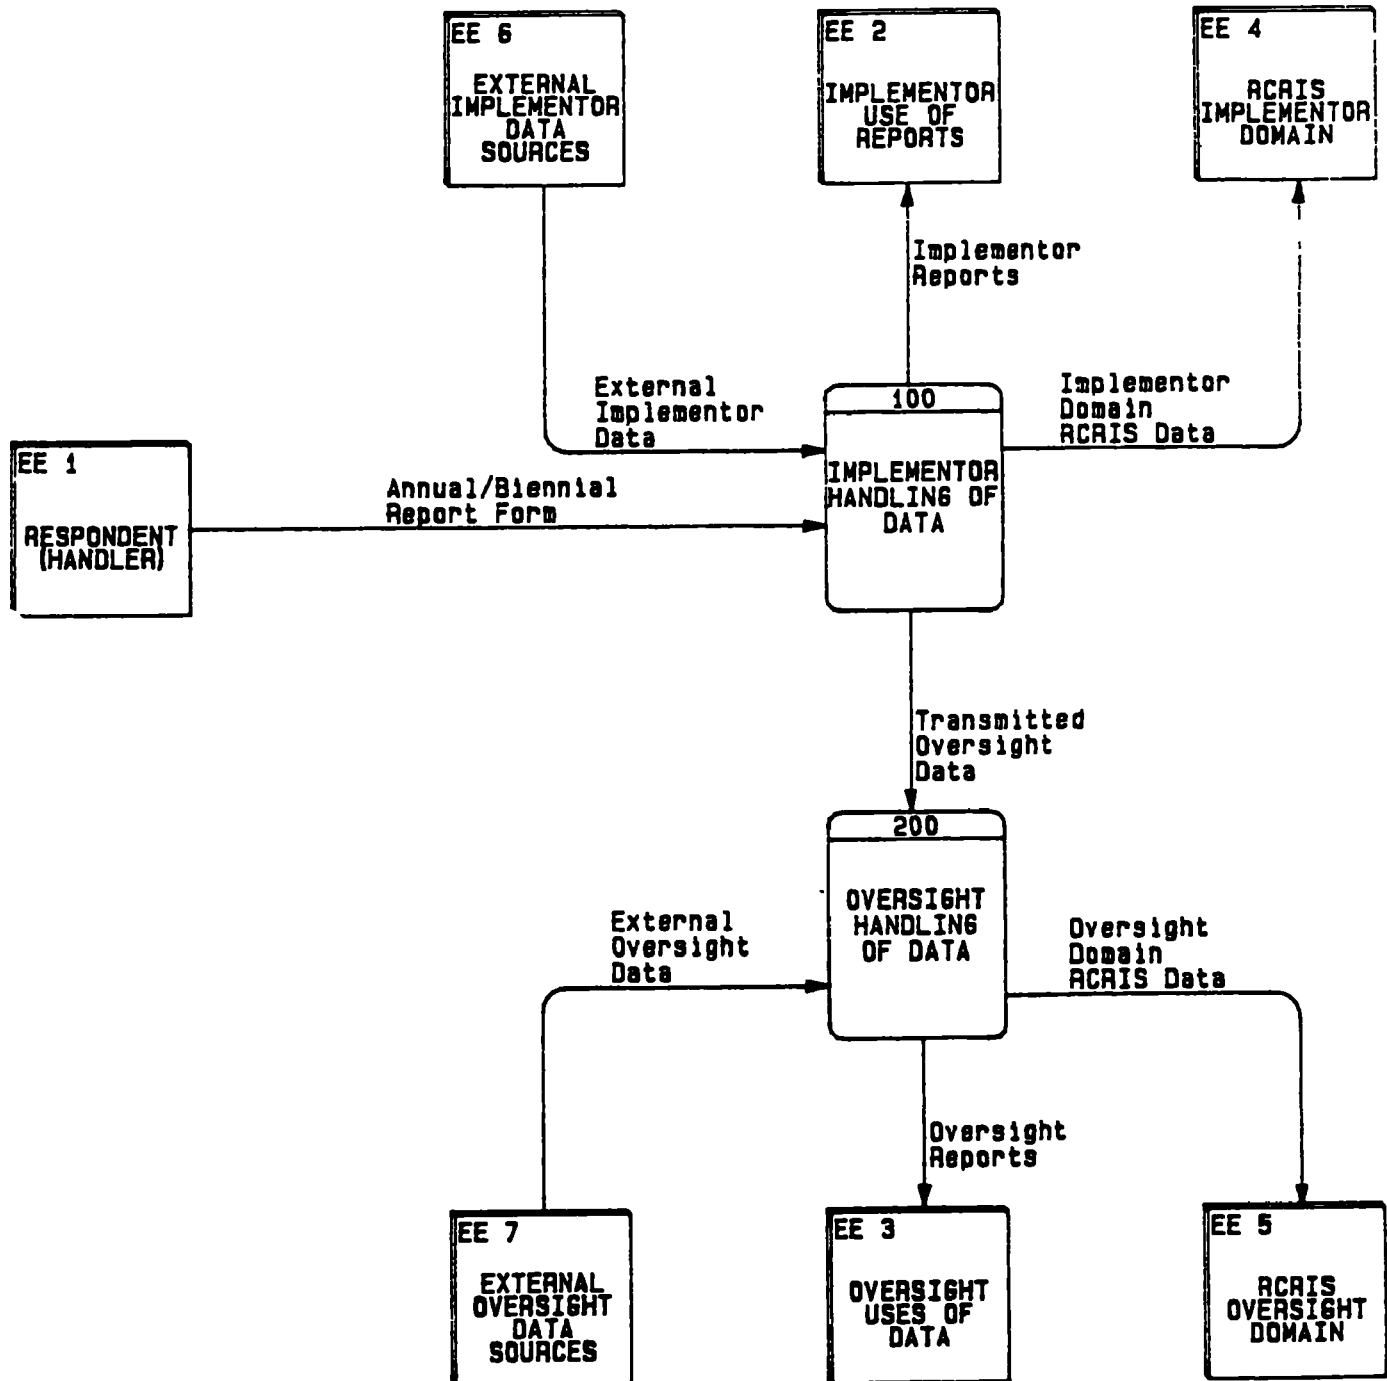 EE 6
EXTERNAL
IMPLEMENTOR
DATA
SOURCES
EE 2
IMPLEMENTOR
USE OF
REPORTS
EE 4
RCRIS
IMPLEMENTOR
DOMAIN
Implementor
Reports
External
Implementor
Data
100
IMPLEMENTOR
HANDLING OF
DATA
Implementor
Domain
RCRIS Data
EE 1
RESPONDENT
(HANDLER)
Annual/Biennial
Report Form
Transmitted
Oversight
Data
200
OVERSIGHT
HANDLING
OF DATA
External
Oversight
Data
Oversight
Domain
RCRIS Data
Oversight
Reports
EE 7
EXTERNAL
OVERSIGHT
DATA
SOURCES
EE 3
OVERSIGHT
USES OF
DATA
EE 5
RCRIS
OVERSIGHT
DOMAIN